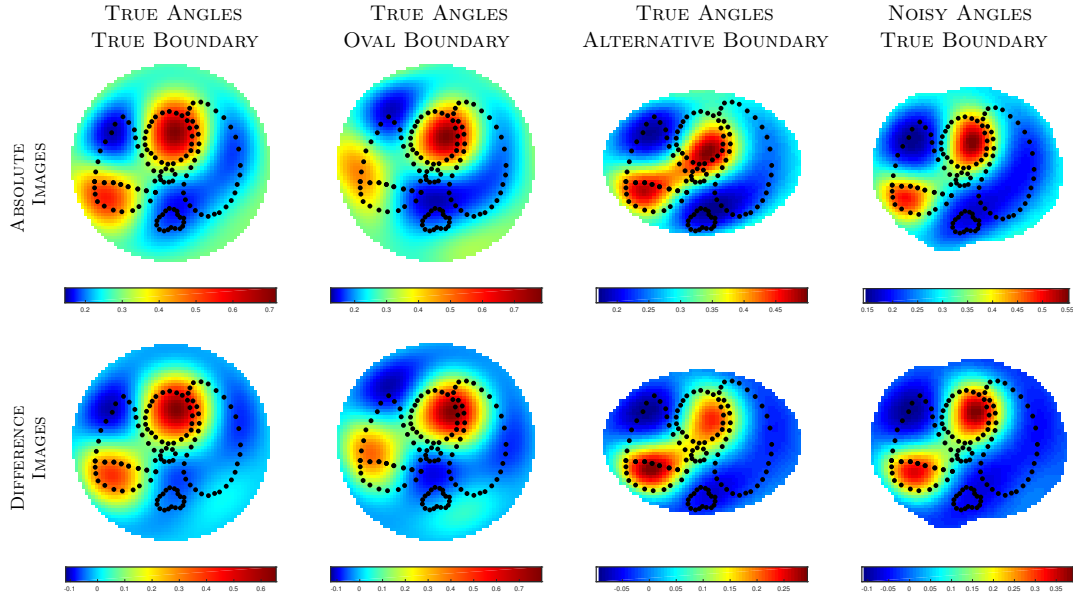 TRUE ANGLES
TRUE BOUNDARY
TRUE ANGLES
OVAL BOUNDARY
TRUE ANGLES
ALTERNATIVE BOUNDARY
NOISY ANGLES
TRUE BOUNDARY
ABSOLUTE
IMAGES
0.2 0.3 0.4 0.5 0.6 0.7
0.2 0.3 0.4 0.5 0.6 0.7
0.2 0.25 0.3 0.35 0.4 0.45
0.15 0.2 0.25 0.3 0.35 0.4 0.45 0.5 0.55
DIFFERENCE
IMAGES
-0.1 0 0.1 0.2 0.3 0.4 0.5 0.6
-0.1 0 0.1 0.2 0.3 0.4 0.5 0.6 0.7
-0.05 0 0.05 0.1 0.15 0.2 0.25
-0.1 -0.05 0 0.05 0.1 0.15 0.2 0.25 0.3 0.35